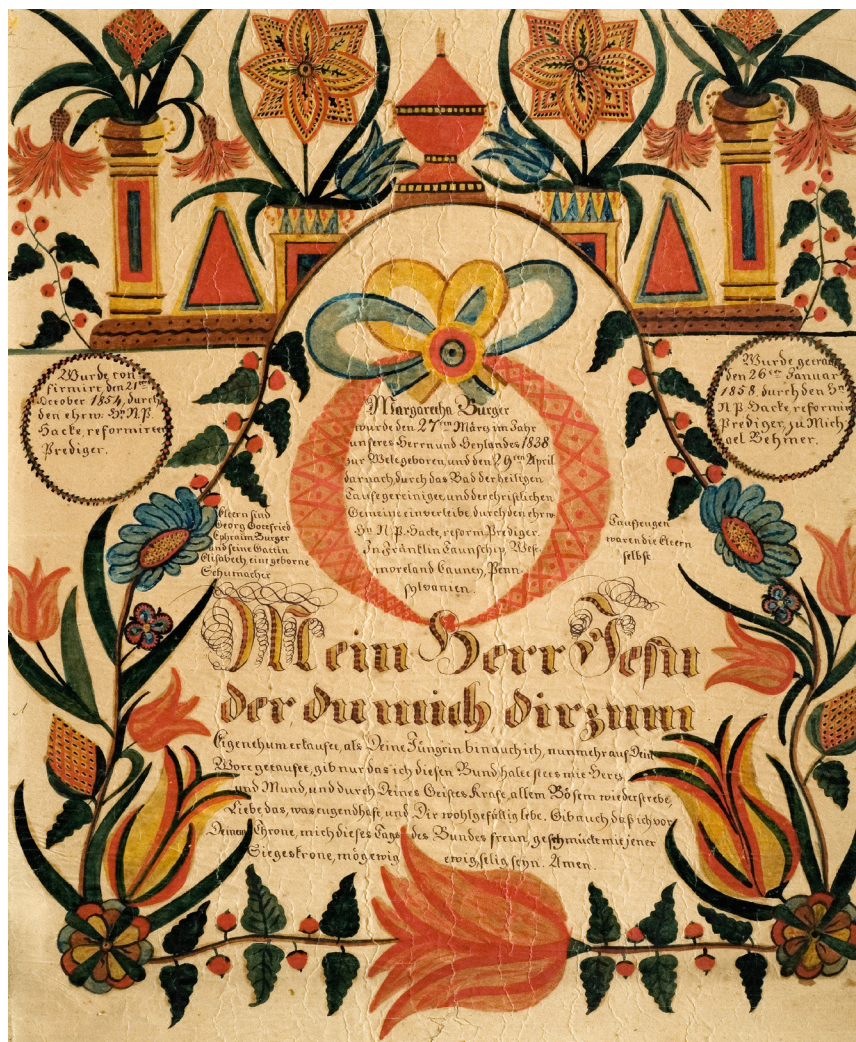 Wurde con-
firmirt, den 21ten
October 1854, durch
den ehrw. Hr. N. P.
Hacke, reformirter
Prediger.
Wurde getrau
den 26ten Januar
1858, durch den Hr.
N. P. Hacke, reformir
Prediger, zu Mich
ael Behmer.
Margaretha Burger
wurde den 27ten März im Jahr
unseres Herrn und Heylandes 1838
zur Welt geboren, und den 29ten April
darnach, durch das Bad der heiligen
Taufe gereiniget, und der christlichen
Gemeine einverleibt, durch den ehrw
Hr. N. P. Hacke, reform. Prediger.
In Fränklin Taunschip, West-
moreland Caunty, Penn-
sylvanien.
Eltern sind
Georg Gottfried
Ephraim Burger
und seine Gattin
Elisabeth eine geborne
Schumacher
Taufzeugen
waren die Eltern
selbst
Mein Herr Jesu
der du mich dir zum
Eigenthum erkaufet, als Deine Jüngrin bin auch ich, nunmehr auf Dein
Wort getaufet, gib nur das ich diesen Bund halte stets mit Herz
und Mund, und durch Deines Geistes Kraft, allem Bösem wiederstrebe,
Liebe das, was tugendhaft, und Dir wohlgefällig lebe. Gib auch daß ich vor
Deinem Throne, mich dieses Tags des Bundes freun, geschmückt mit jener
Siegeskrone, mög ewig ewig, selig seyn. Amen.